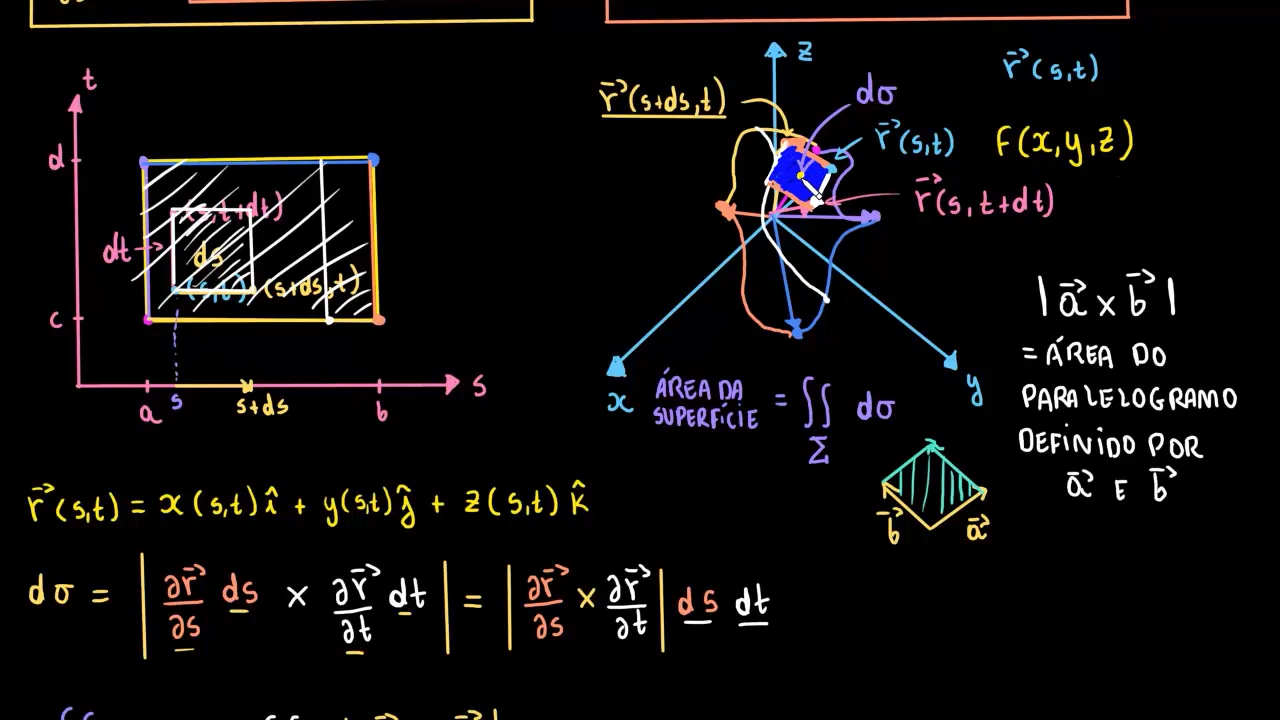 t
d
(s,t+dt)
dt
ds
(s,t)
(s+ds,t)
c
a
s
s+ds
b
s
z
r⃗(s,t)
r⃗(s+ds,t)
dσ
r⃗(s,t)
F(x,y,z)
r⃗(s,t+dt)
x
y
ÁREA DA
SUPERFÍCIE = ∬ dσ
Σ
|a⃗ x b⃗|
= ÁREA DO
PARALELOGRAMO
DEFINIDO POR
a⃗ E b⃗
b⃗
a⃗
r⃗(s,t) = x(s,t)î + y(s,t)ĵ + z(s,t)k̂
dσ = |∂r⃗/∂s ds × ∂r⃗/∂t dt| = |∂r⃗/∂s × ∂r⃗/∂t| ds dt